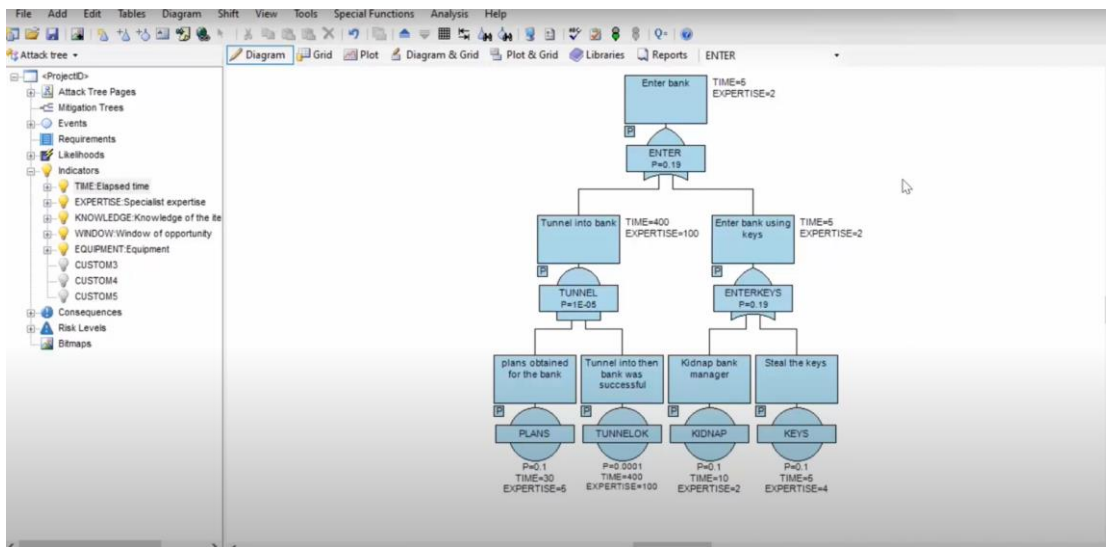 File Add Edit Tables Diagram Shift View Tools Special Functions Analysis Help
Attack tree
Diagram Grid Plot Diagram & Grid Plot & Grid Libraries Reports ENTER
<ProjectID>
Attack Tree Pages
Mitigation Trees
Events
Requirements
Likelihoods
Indicators
TIME:Elapsed time
EXPERTISE:Specialist expertise
KNOWLEDGE:Knowledge of the ite
WINDOW:Window of opportunity
EQUIPMENT:Equipment
CUSTOM3
CUSTOM4
CUSTOM5
Consequences
Risk Levels
Bitmaps
Enter bank
TIME=5
EXPERTISE=2
P
ENTER
P=0.19
Tunnel into bank
TIME=400
EXPERTISE=100
P
TUNNEL
P=1E-05
Enter bank using
keys
TIME=5
EXPERTISE=2
P
ENTERKEYS
P=0.19
plans obtained
for the bank
P
PLANS
P=0.1
TIME=30
EXPERTISE=5
Tunnel into then
bank was
successful
P
TUNNELOK
P=0.0001
TIME=400
EXPERTISE=100
Kidnap bank
manager
P
KIDNAP
P=0.1
TIME=10
EXPERTISE=2
Steal the keys
P
KEYS
P=0.1
TIME=5
EXPERTISE=4